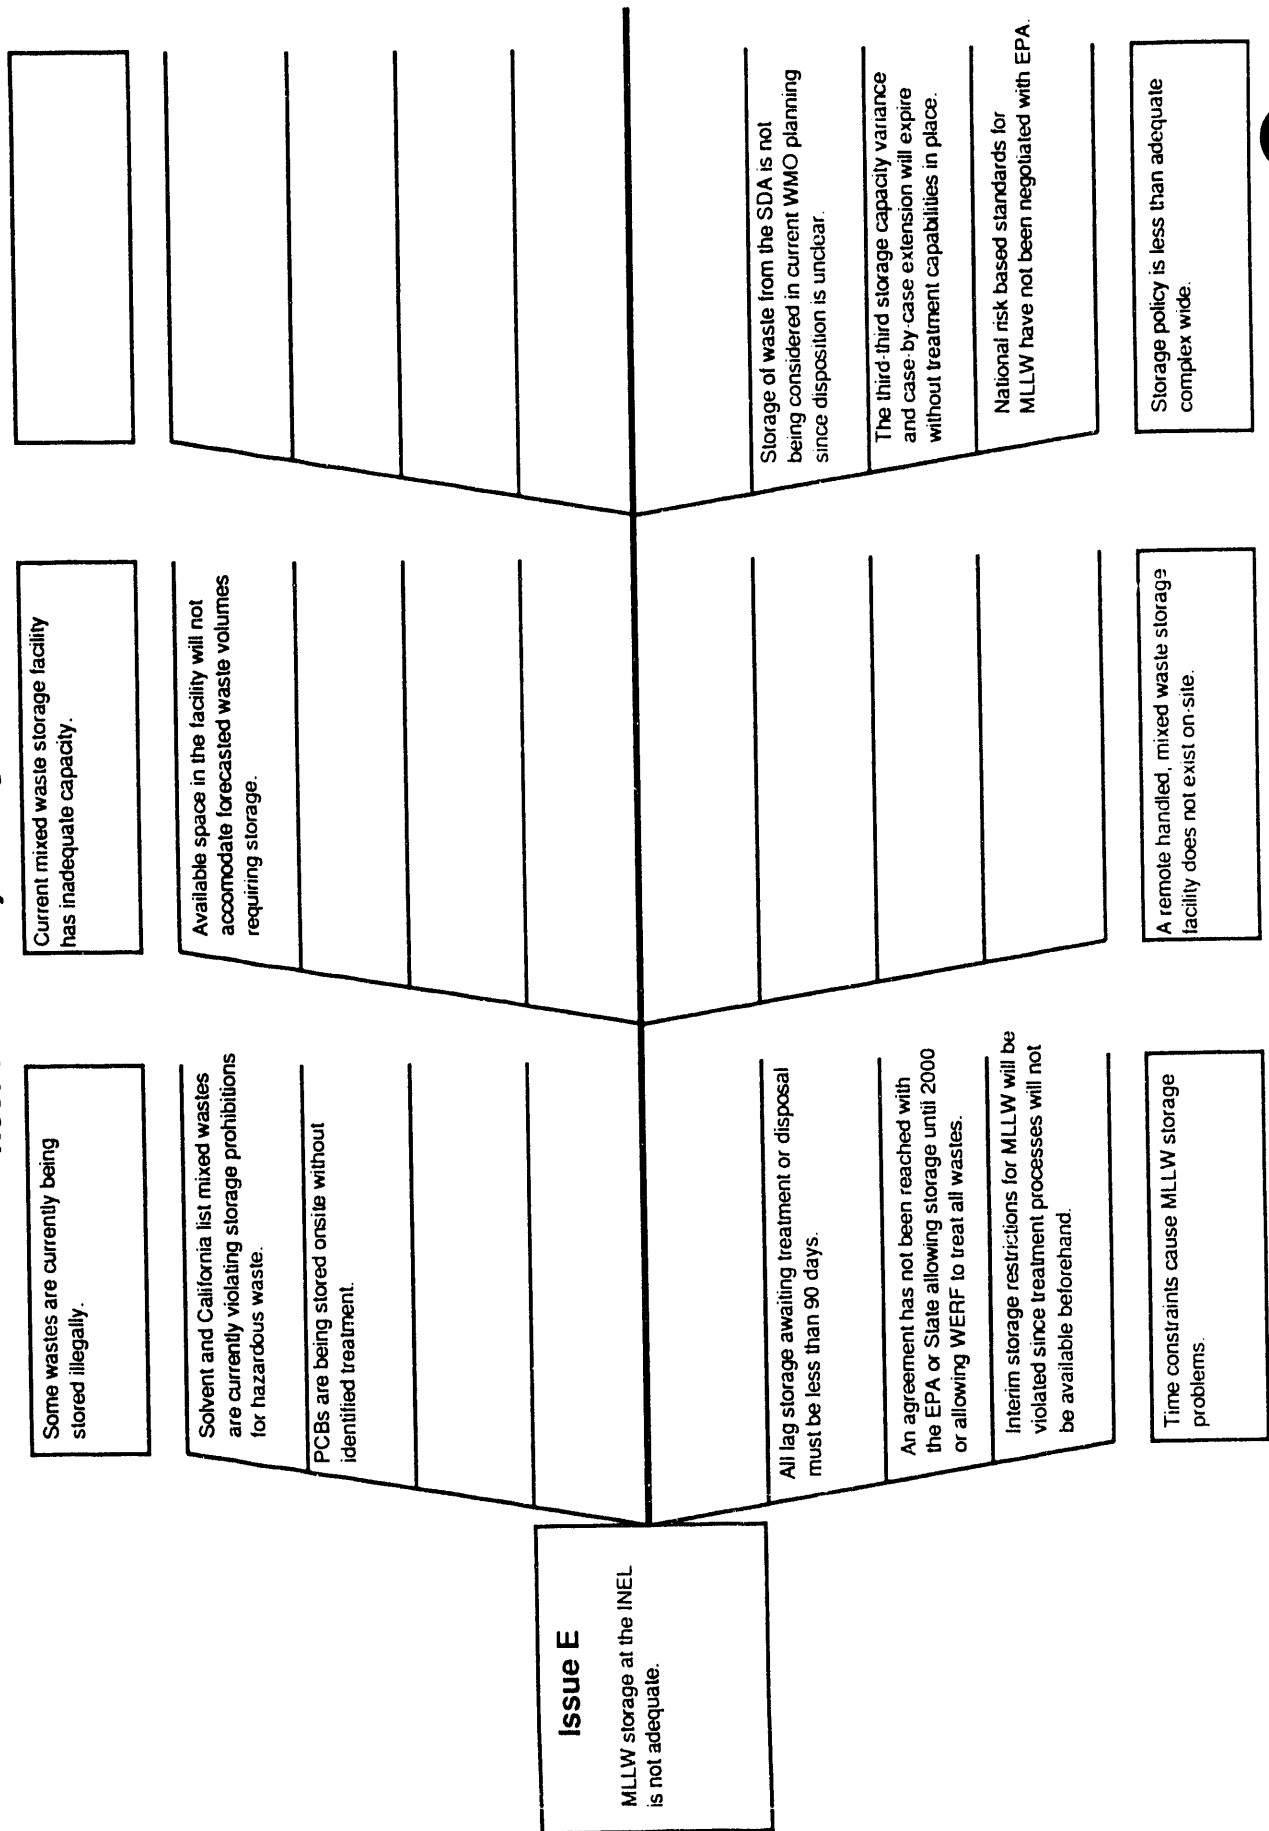 Issue E
MLLW storage at the INEL
is not adequate.
Some wastes are currently being
stored illegally.
Solvent and California list mixed wastes
are currently violating storage prohibitions
for hazardous waste.
PCBs are being stored onsite without
identified treatment.
Current mixed waste storage facility
has inadequate capacity.
Available space in the facility will not
accomodate forecasted waste volumes
requiring storage.
All lag storage awaiting treatment or disposal
must be less than 90 days.
An agreement has not been reached with
the EPA or State allowing storage until 2000
or allowing WERF to treat all wastes.
Interim storage restrictions for MLLW will be
violated since treatment processes will not
be available beforehand.
Time constraints cause MLLW storage
problems.
A remote handled, mixed waste storage
facility does not exist on-site.
Storage of waste from the SDA is not
being considered in current WMO planning
since disposition is unclear.
The third-third storage capacity variance
and case-by-case extension will expire
without treatment capabilities in place.
National risk based standards for
MLLW have not been negotiated with EPA.
Storage policy is less than adequate
complex wide.